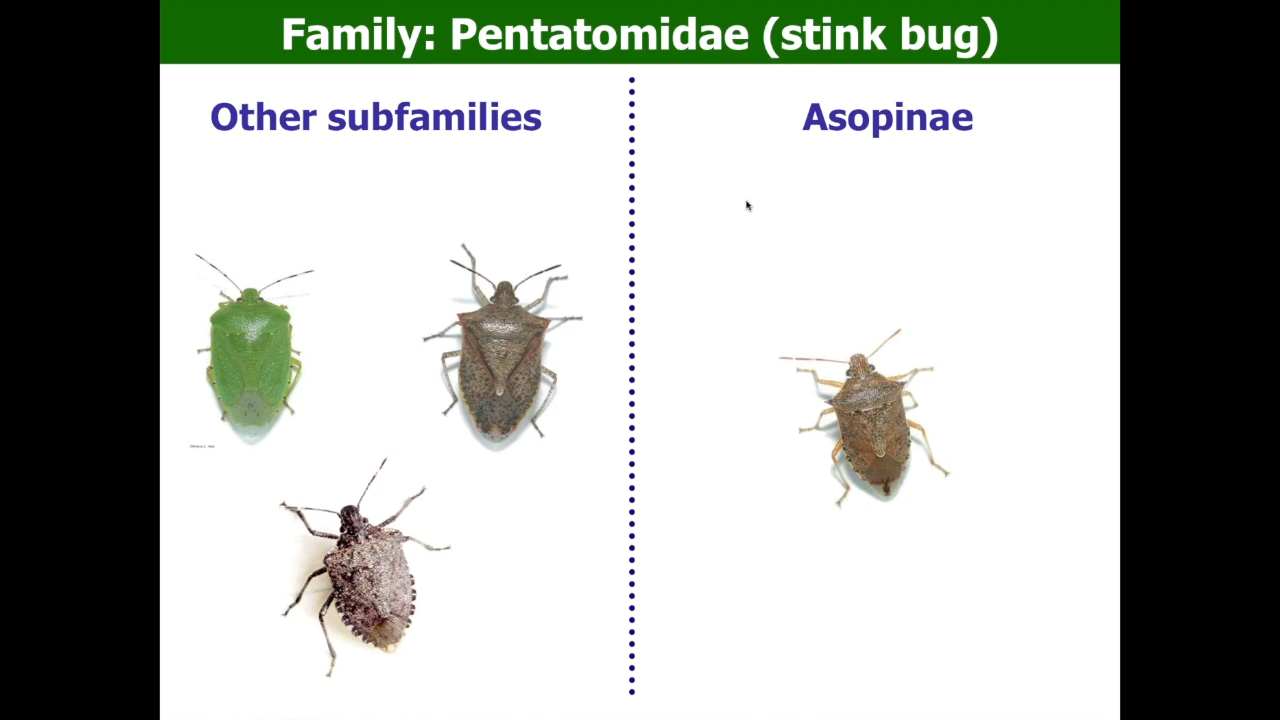 Family: Pentatomidae (stink bug)
Other subfamilies
Asopinae